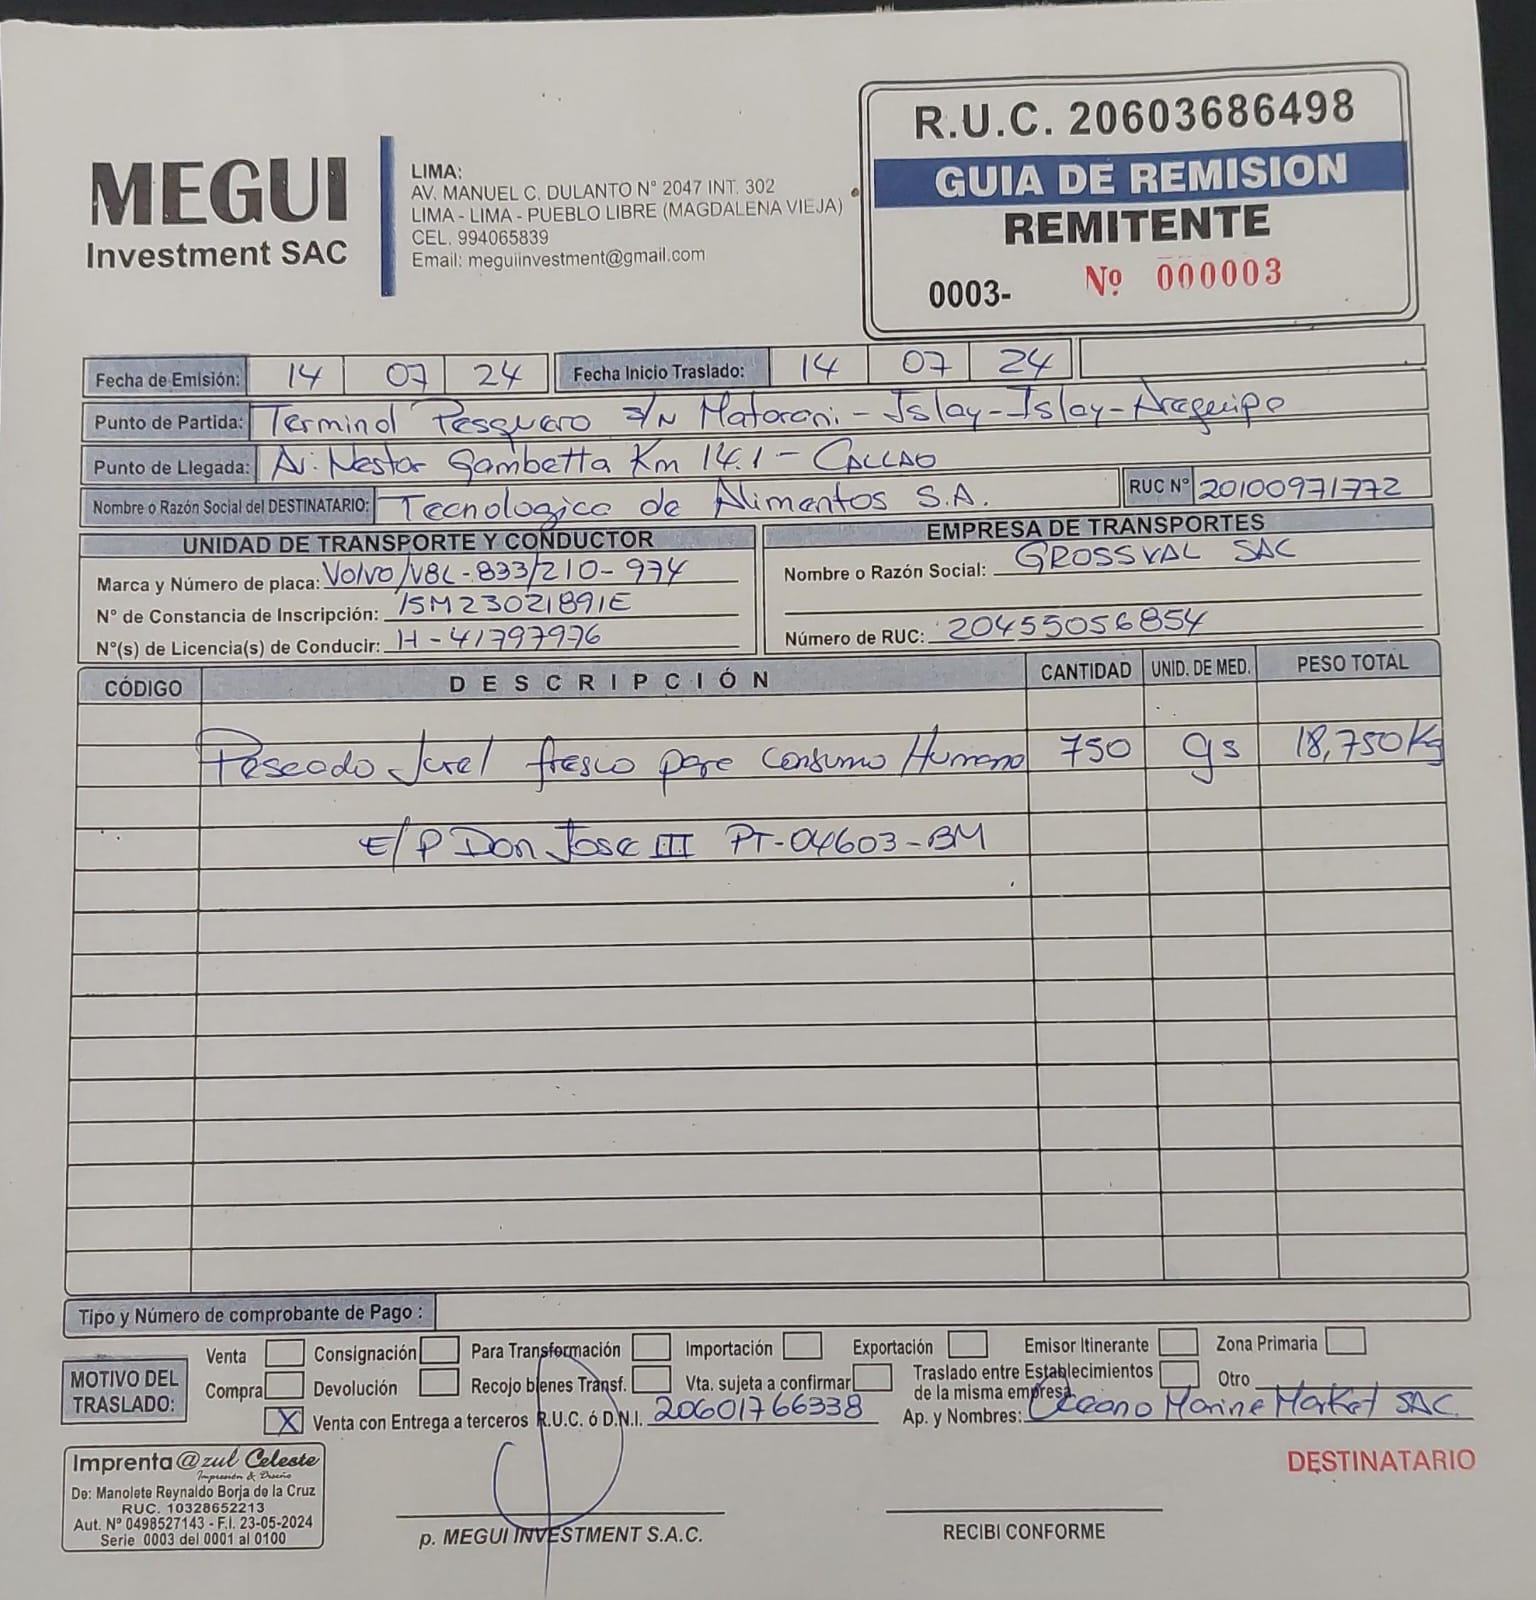 MEGUI
Investment SAC
LIMA:
AV. MANUEL C. DULANTO N° 2047 INT. 302
LIMA - LIMA - PUEBLO LIBRE (MAGDALENA VIEJA)
CEL. 994065839
Email: meguiinvestment@gmail.com
R.U.C. 20603686498
GUIA DE REMISION
REMITENTE
0003- Nº 000003
Fecha de Emisión: 14 07 24 Fecha Inicio Traslado: 14 07 24
Punto de Partida: Terminal Pesquero S/N Matarani - Islay - Islay - Arequipa
Punto de Llegada: Av. Nestor Gambetta Km 14.1 - CALLAO
Nombre o Razón Social del DESTINATARIO: Tecnologica de Alimentos S.A. RUC N° 20100971772
UNIDAD DE TRANSPORTE Y CONDUCTOR
Marca y Número de placa: Volvo/V8L-833/Z10-974
N° de Constancia de Inscripción: 15M23021891E
N°(s) de Licencia(s) de Conducir: H-41797976
EMPRESA DE TRANSPORTES
Nombre o Razón Social: GROSSVAL SAC
Número de RUC: 20455056854
CÓDIGO DESCRIPCIÓN CANTIDAD UNID. DE MED. PESO TOTAL
Pescado Jurel fresco para Consumo Humano 750 18,750 Kg
E/P Don Jose III PT-04603-BM
Tipo y Número de comprobante de Pago :
MOTIVO DEL TRASLADO:
Venta Consignación Para Transformación Importación Exportación Emisor Itinerante Zona Primaria
Compra Devolución Recojo bienes Transf. Vta. sujeta a confirmar Traslado entre Establecimientos de la misma empresa Otro
X Venta con Entrega a terceros R.U.C. ó D.N.I. 20601766338 Ap. y Nombres: Oceano Marine Market SAC.
Imprenta @zul Celeste
Impresión & Diseño
De: Manolete Reynaldo Borja de la Cruz
RUC. 10328652213
Aut. N° 0498527143 - F.I. 23-05-2024
Serie 0003 del 0001 al 0100
p. MEGUI INVESTMENT S.A.C.
RECIBI CONFORME
DESTINATARIO